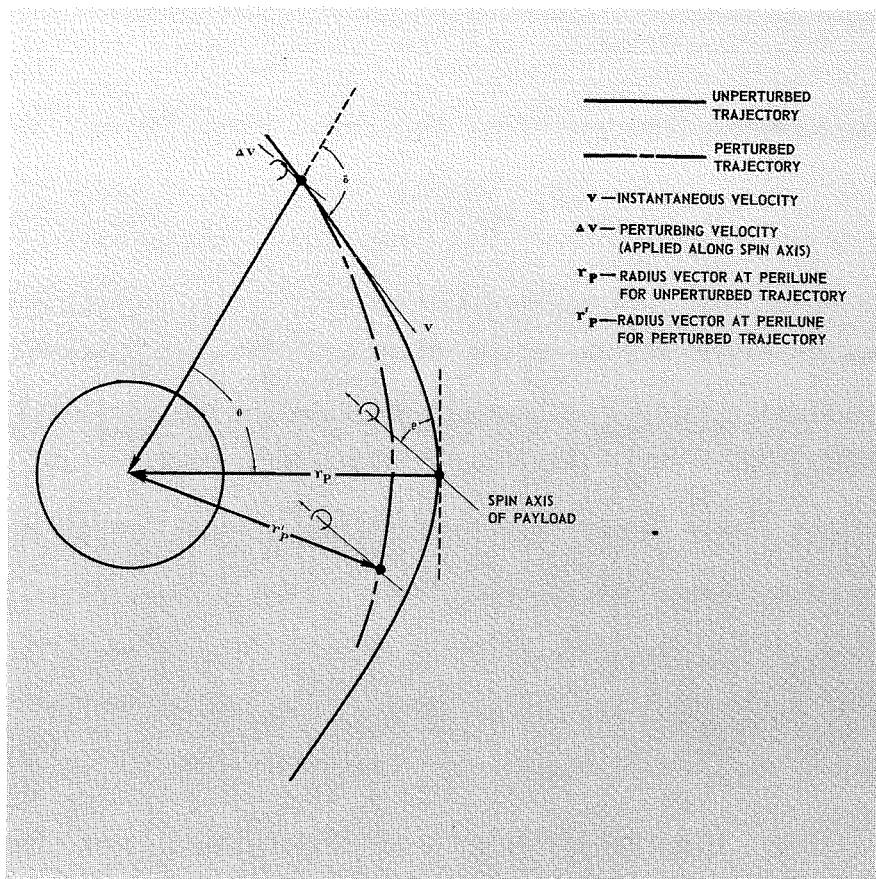 UNPERTURBED
TRAJECTORY
PERTURBED
TRAJECTORY
V—INSTANTANEOUS VELOCITY
ΔV—PERTURBING VELOCITY
(APPLIED ALONG SPIN AXIS)
rP—RADIUS VECTOR AT PERILUNE
FOR UNPERTURBED TRAJECTORY
r'P—RADIUS VECTOR AT PERILUNE
FOR PERTURBED TRAJECTORY
ΔV
δ
V
θ
rP
SPIN AXIS
OF PAYLOAD
r'P